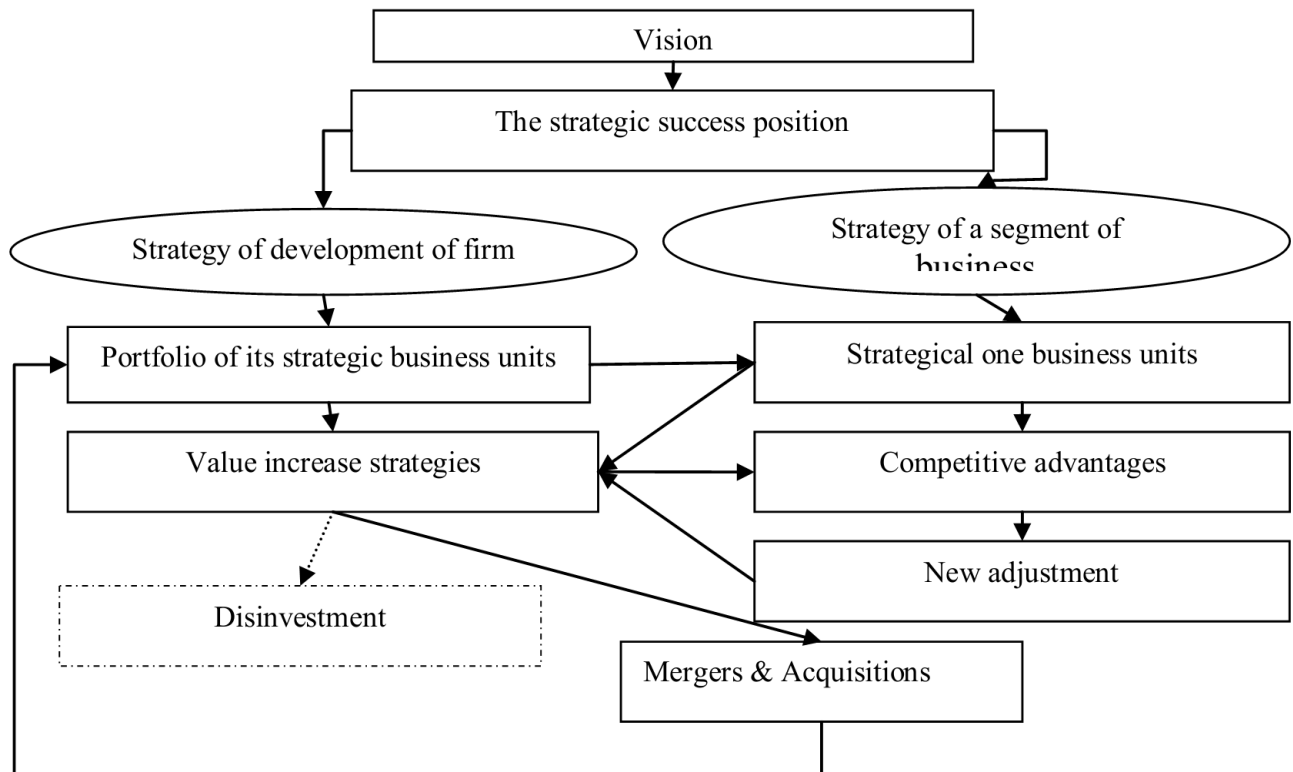 Vision
The strategic success position
Strategy of development of firm
Strategy of a segment of
business
Portfolio of its strategic business units
Strategical one business units
Value increase strategies
Competitive advantages
New adjustment
Disinvestment
Mergers & Acquisitions